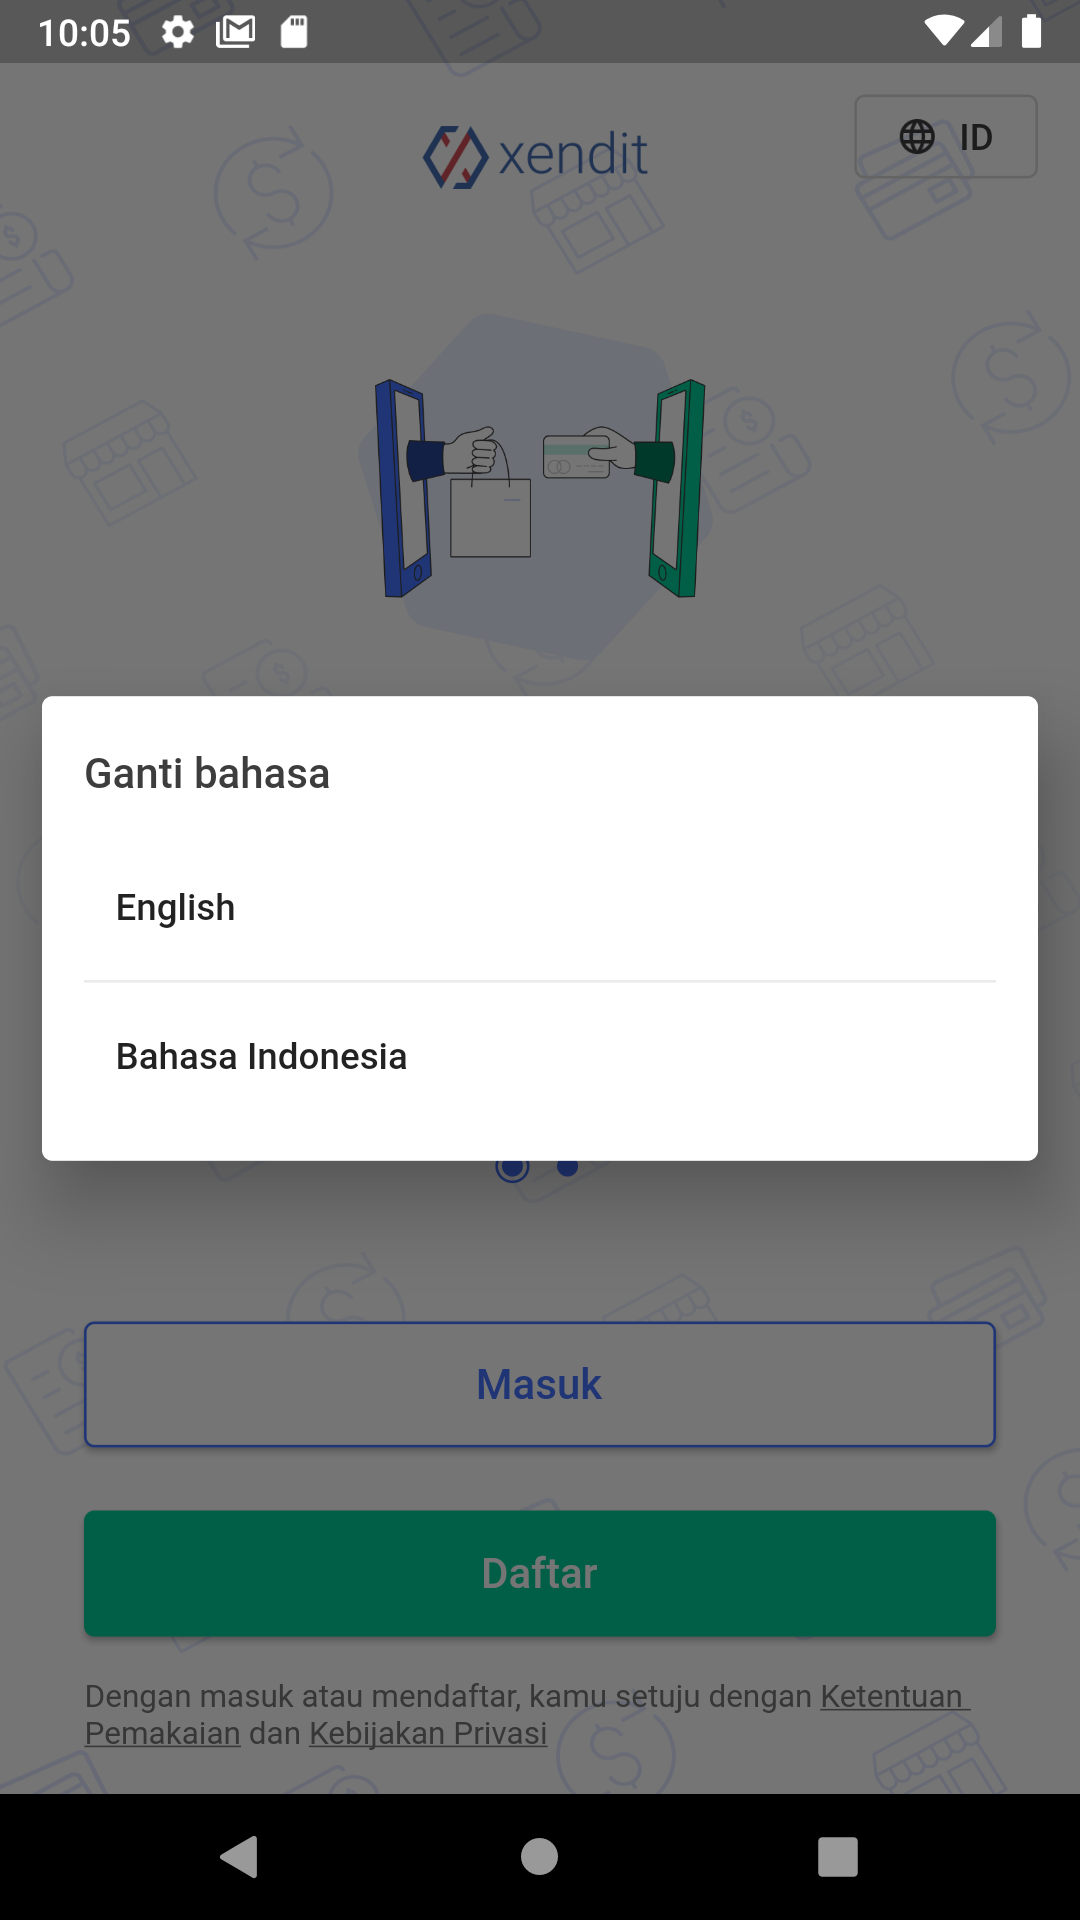 10:05
xendit
ID
Ganti bahasa
English
Bahasa Indonesia
Masuk
Daftar
Dengan masuk atau mendaftar, kamu setuju dengan Ketentuan
Pemakaian dan Kebijakan Privasi